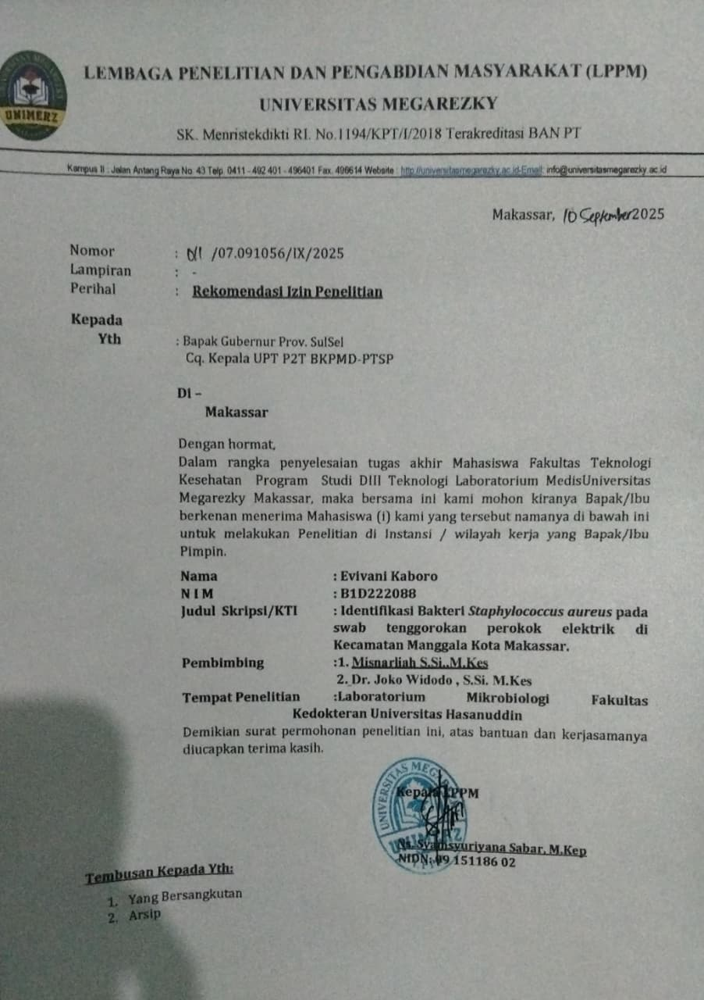 LEMBAGA PENELITIAN DAN PENGABDIAN MASYARAKAT (LPPM)
UNIVERSITAS MEGAREZKY
SK. Menristekdikti RI. No.1194/KPT/I/2018 Terakreditasi BAN PT
UNIMERZ
Kampus II : Jalan Antang Raya No. 43 Telp. 0411 - 492 401 - 496401 Fax. 496614 Website : http://universitasmegarezky.ac.id-Email: info@universitasmegarezky.ac.id
Makassar, 10 September 2025
Nomor : /07.091056/IX/2025
Lampiran : -
Perihal : Rekomendasi Izin Penelitian
Kepada
Yth : Bapak Gubernur Prov. SulSel
Cq. Kepala UPT P2T BKPMD-PTSP
Di –
Makassar
Dengan hormat,
Dalam rangka penyelesaian tugas akhir Mahasiswa Fakultas Teknologi
Kesehatan Program Studi DIII Teknologi Laboratorium MedisUniversitas
Megarezky Makassar, maka bersama ini kami mohon kiranya Bapak/Ibu
berkenan menerima Mahasiswa (i) kami yang tersebut namanya di bawah ini
untuk melakukan Penelitian di Instansi / wilayah kerja yang Bapak/Ibu
Pimpin.
Nama : Evivani Kaboro
N I M : B1D222088
Judul Skripsi/KTI : Identifikasi Bakteri Staphylococcus aureus pada
swab tenggorokan perokok elektrik di
Kecamatan Manggala Kota Makassar.
Pembimbing :1. Misnarliah S.Si.,M.Kes
2. Dr. Joko Widodo , S.Si. M.Kes
Tempat Penelitian :Laboratorium Mikrobiologi Fakultas
Kedokteran Universitas Hasanuddin
Demikian surat permohonan penelitian ini, atas bantuan dan kerjasamanya
diucapkan terima kasih.
Kepala LPPM
Ns. Syamsyuriyana Sabar, M.Kep
NIDN: 09 151186 02
Tembusan Kepada Yth:
1. Yang Bersangkutan
2. Arsip